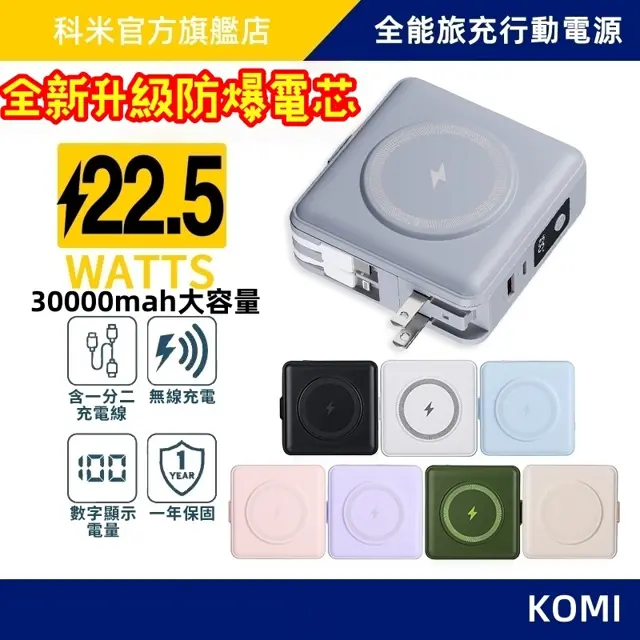 科米官方旗艦店
全能旅充行動電源
全新升級防爆電芯
22.5
WATTS
30000mah大容量
含一分二
充電線
無線充電
100
數字顯示
電量
1
YEAR
一年保固
KOMI